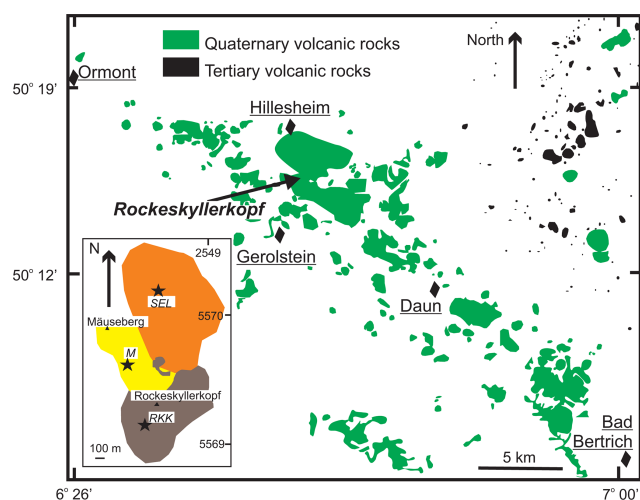 Quaternary volcanic rocks
Tertiary volcanic rocks
North
Ormont
50° 19'
Hillesheim
Rockeskyllerkopf
Gerolstein
50° 12'
Daun
N
2549
SEL
5570
Mäuseberg
M
Rockeskyllerkopf
RKK
5569
100 m
Bad
Bertrich
5 km
6° 26'
7° 00'